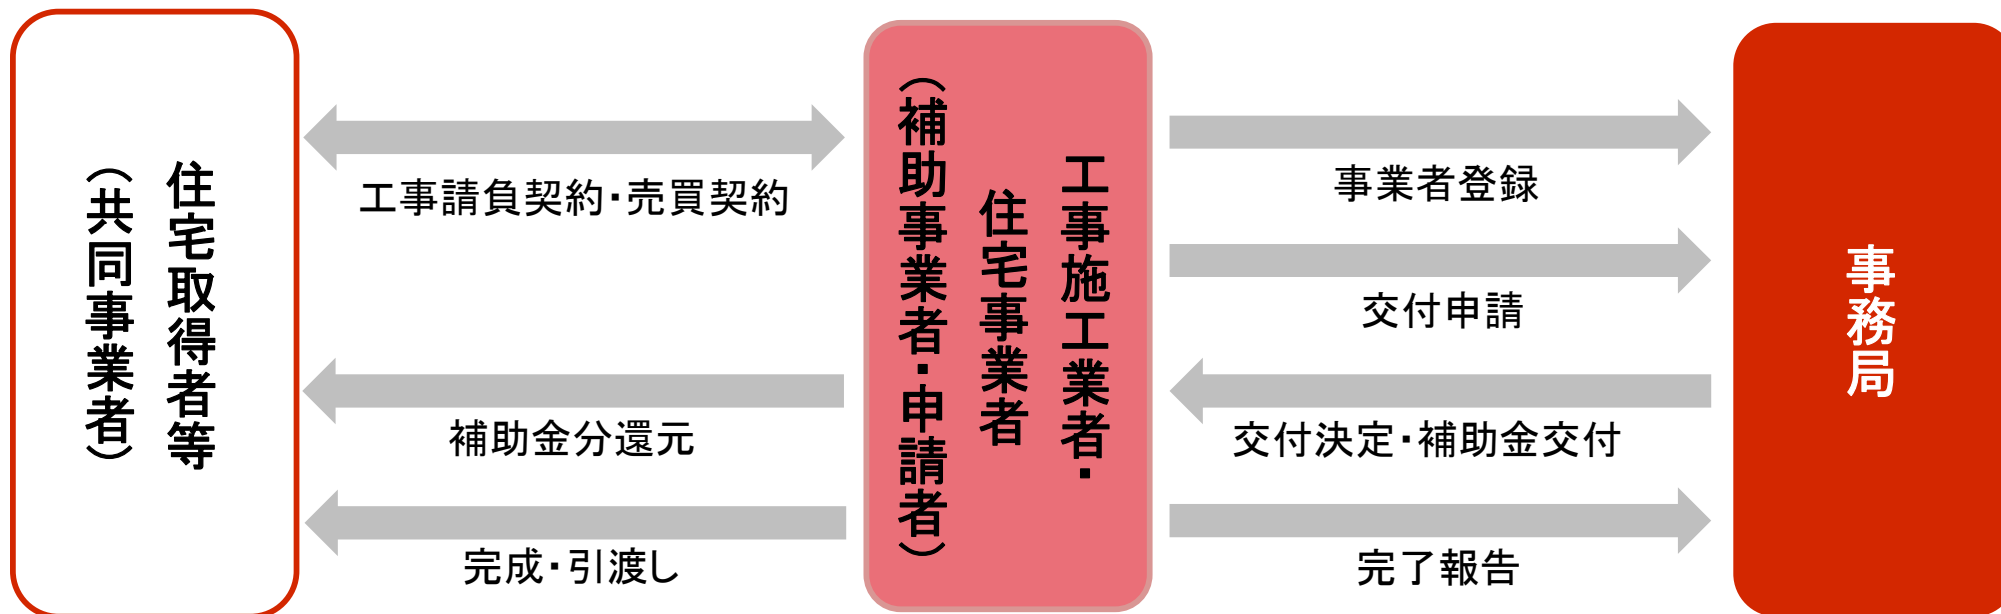 住宅取得者等
（共同事業者）
工事請負契約・売買契約
補助金分還元
完成・引渡し
工事施工業者・
住宅事業者
（補助事業者・申請者）
事業者登録
交付申請
交付決定・補助金交付
完了報告
事務局